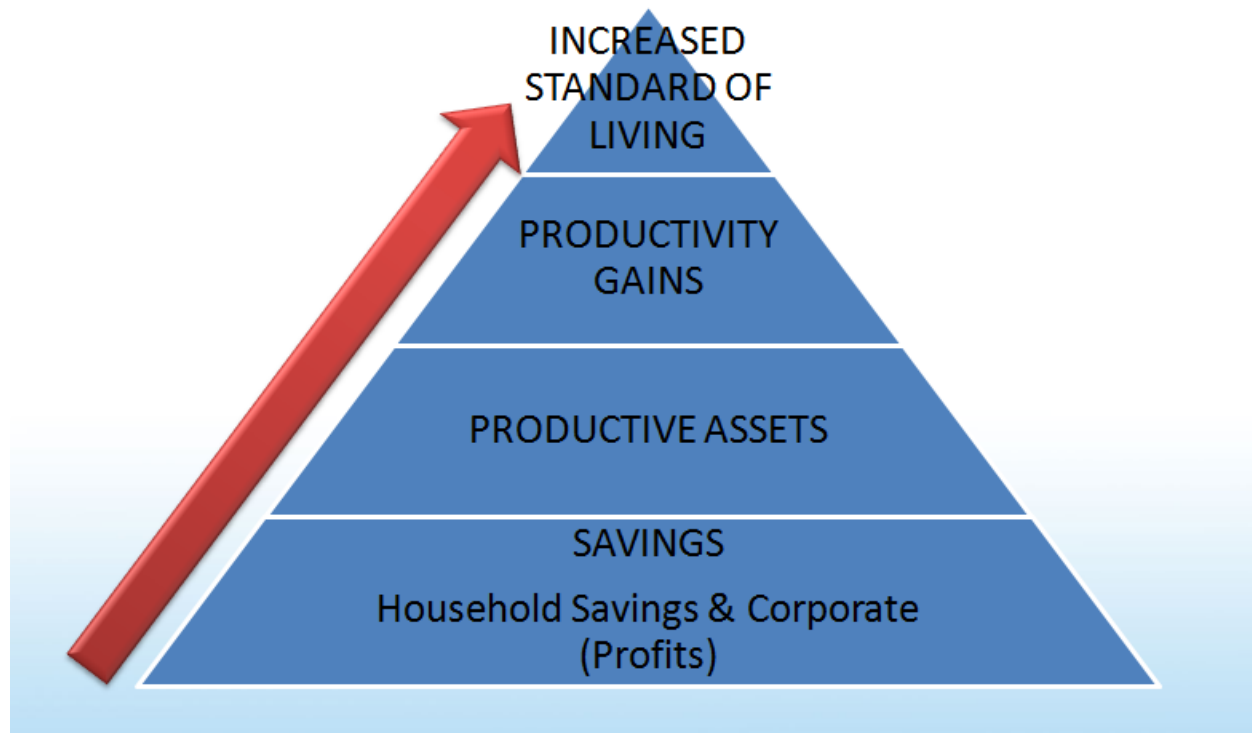 INCREASED
STANDARD OF
LIVING
PRODUCTIVITY
GAINS
PRODUCTIVE ASSETS
SAVINGS
Household Savings & Corporate
(Profits)